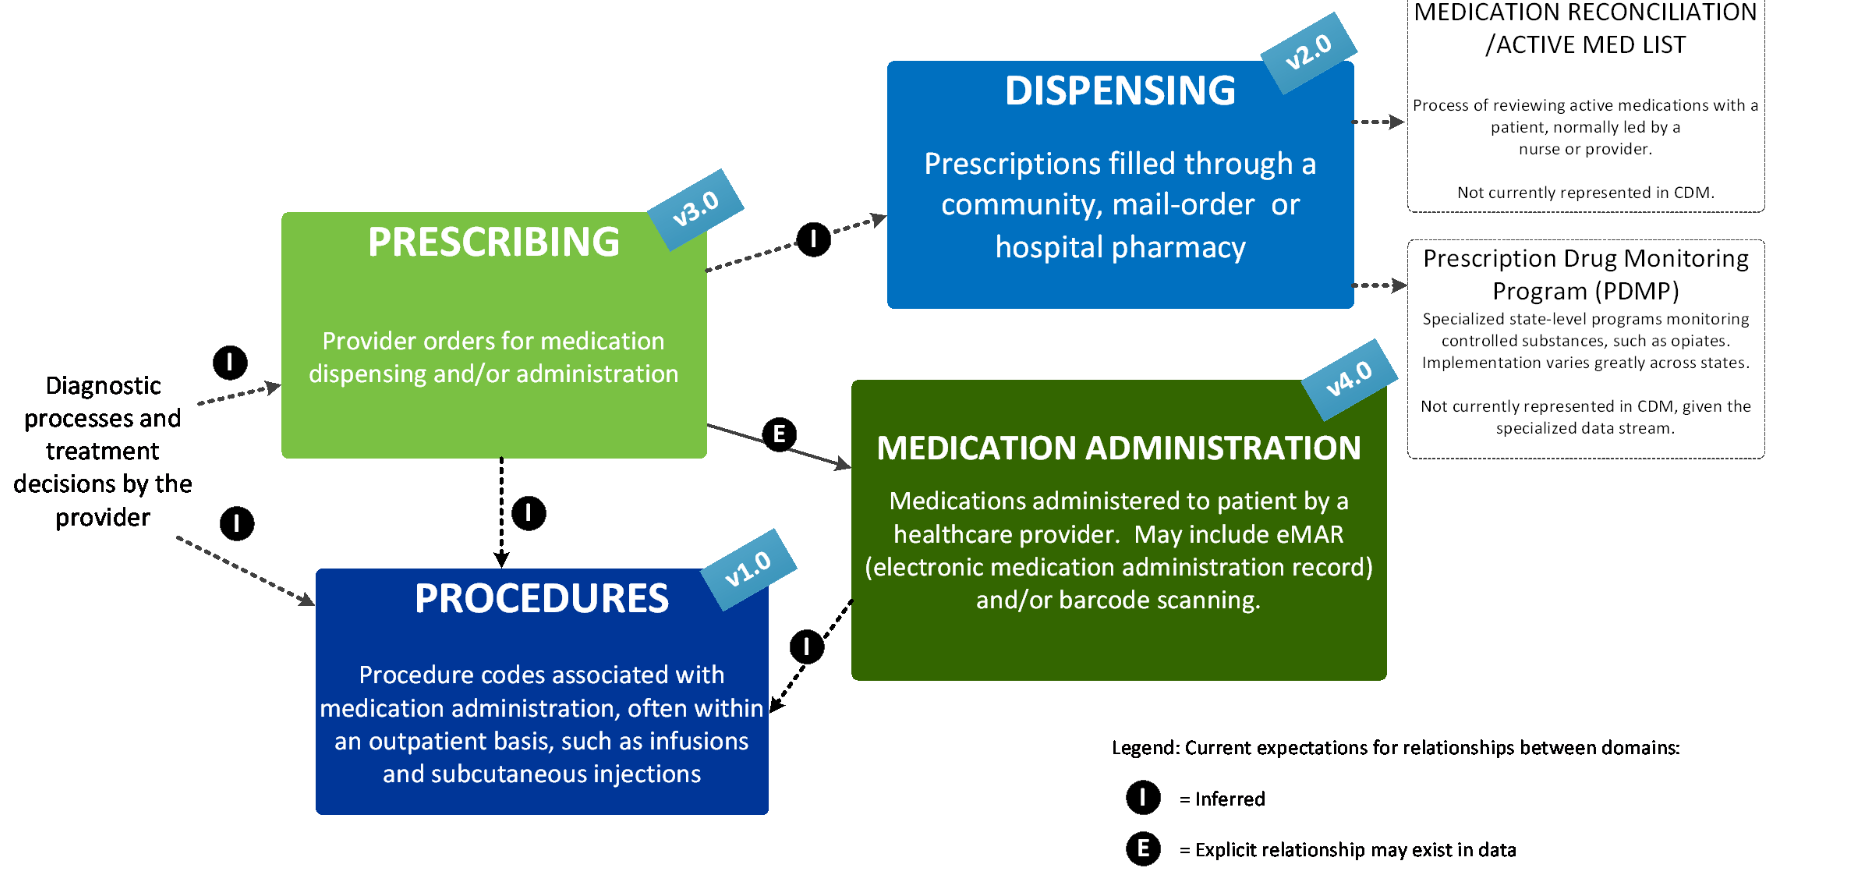 MEDICATION RECONCILIATION
/ACTIVE MED LIST
Process of reviewing active medications with a
patient, normally led by a
nurse or provider.
Not currently represented in CDM.
v2.0
DISPENSING
Prescriptions filled through a
community, mail-order or
hospital pharmacy
v3.0
PRESCRIBING
Provider orders for medication
dispensing and/or administration
I
Prescription Drug Monitoring
Program (PDMP)
Specialized state-level programs monitoring
controlled substances, such as opiates.
Implementation varies greatly across states.
Not currently represented in CDM, given the
specialized data stream.
I
Diagnostic
processes and
treatment
decisions by the
provider
I
E
v4.0
MEDICATION ADMINISTRATION
Medications administered to patient by a
healthcare provider. May include eMAR
(electronic medication administration record)
and/or barcode scanning.
I
I
v1.0
PROCEDURES
Procedure codes associated with
medication administration, often within
an outpatient basis, such as infusions
and subcutaneous injections
Legend: Current expectations for relationships between domains:
I = Inferred
E = Explicit relationship may exist in data